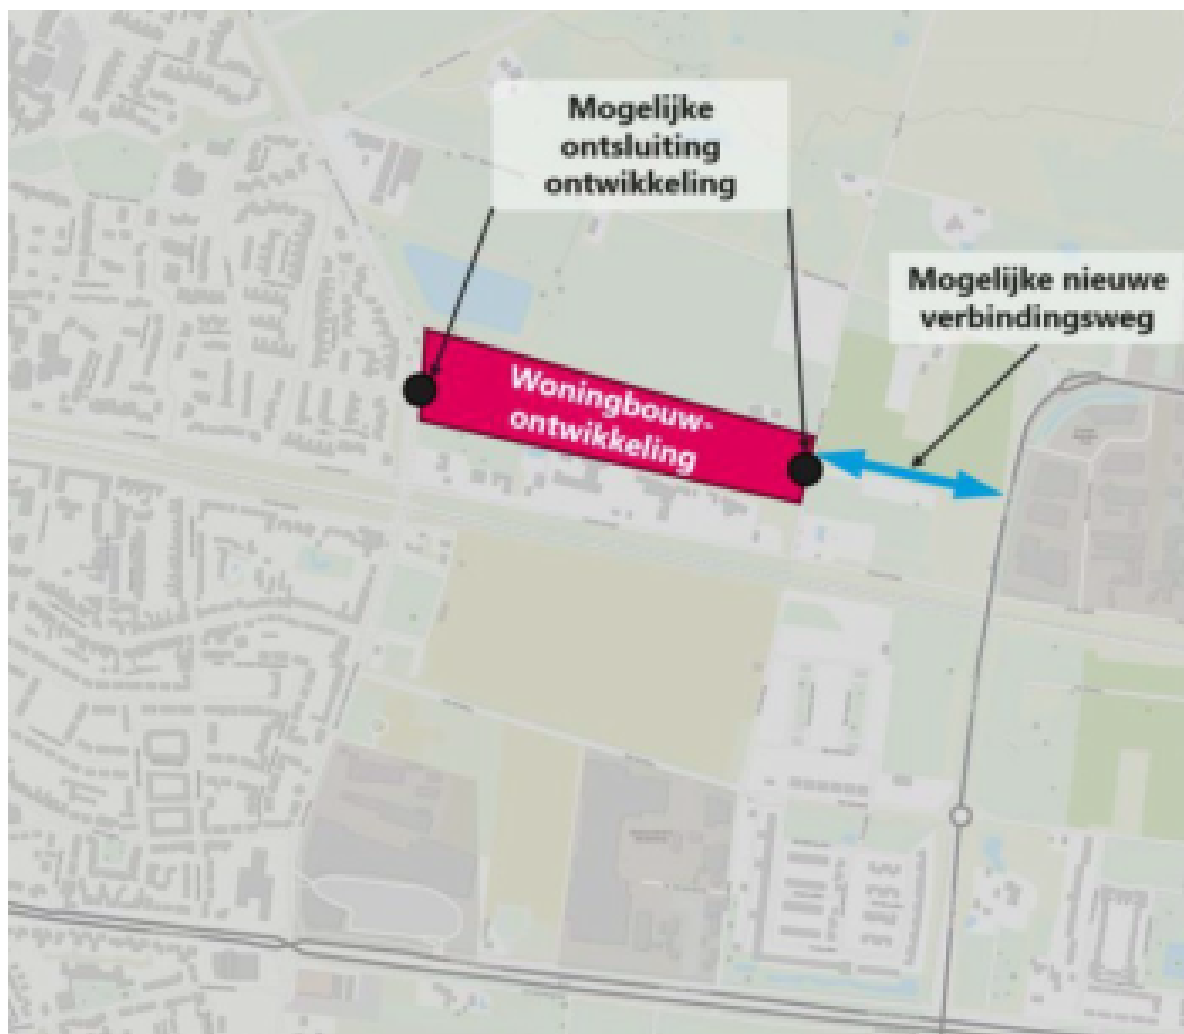 Mogelijke
ontsluiting
ontwikkeling
Mogelijke nieuwe
verbindingsweg
Woningbouw-
ontwikkeling